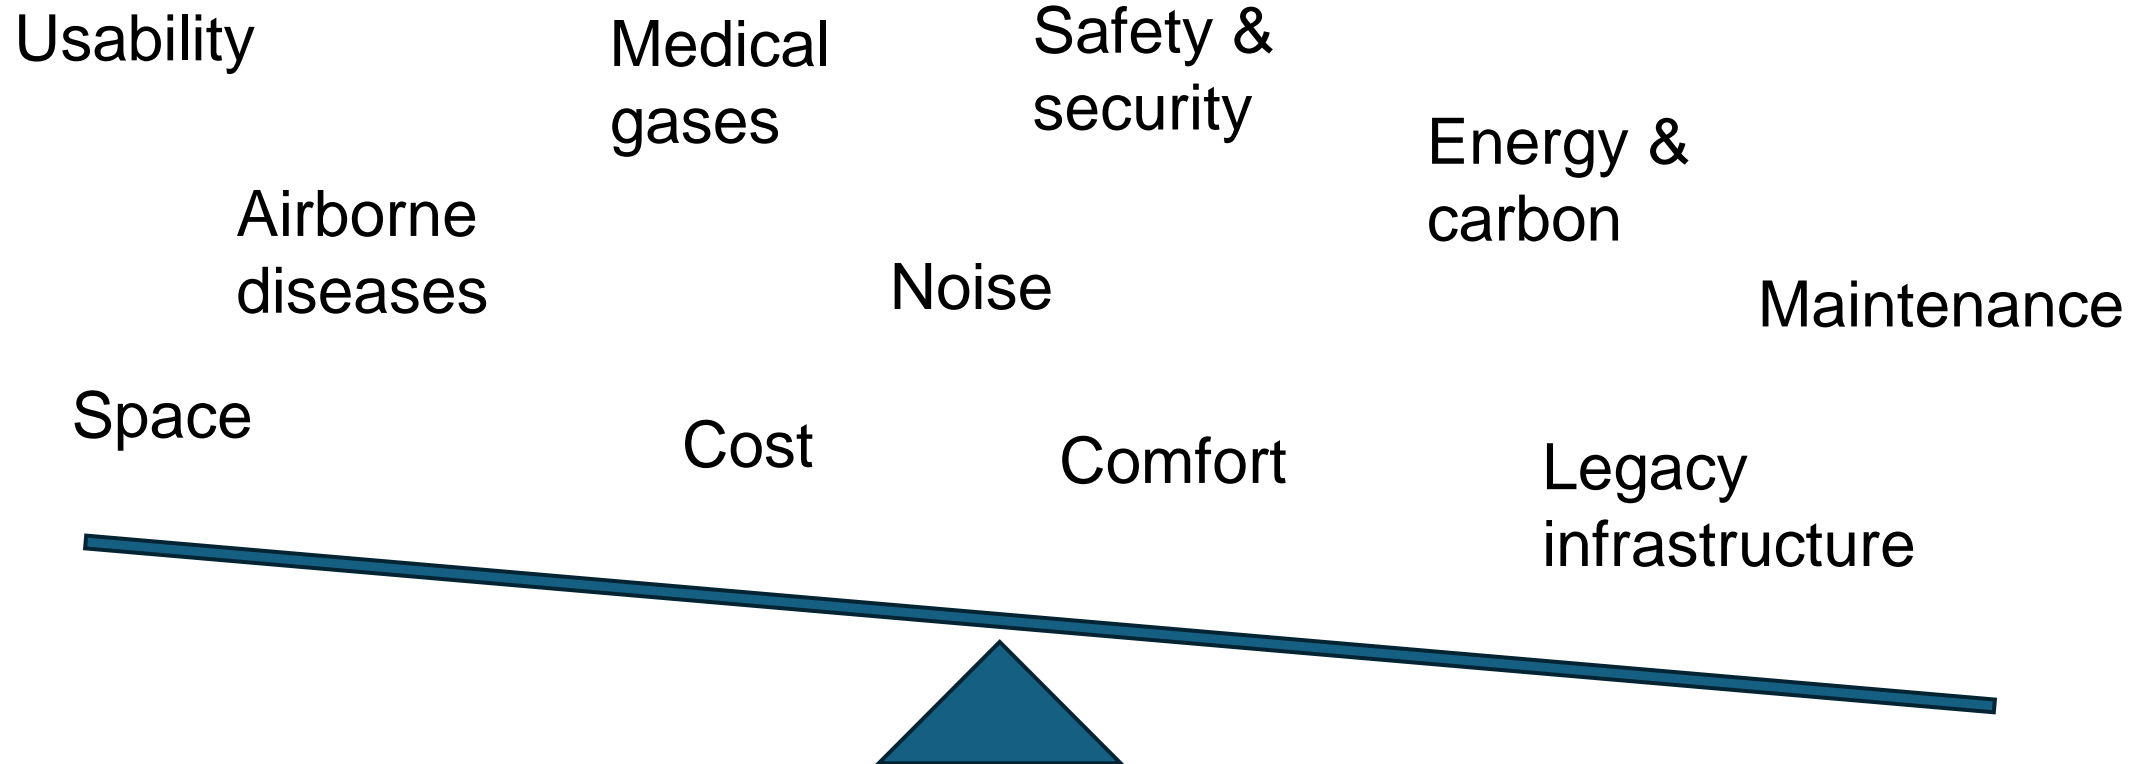 Usability
Medical
gases
Safety &
security
Energy &
carbon
Airborne
diseases
Noise
Maintenance
Space
Cost
Comfort
Legacy
infrastructure